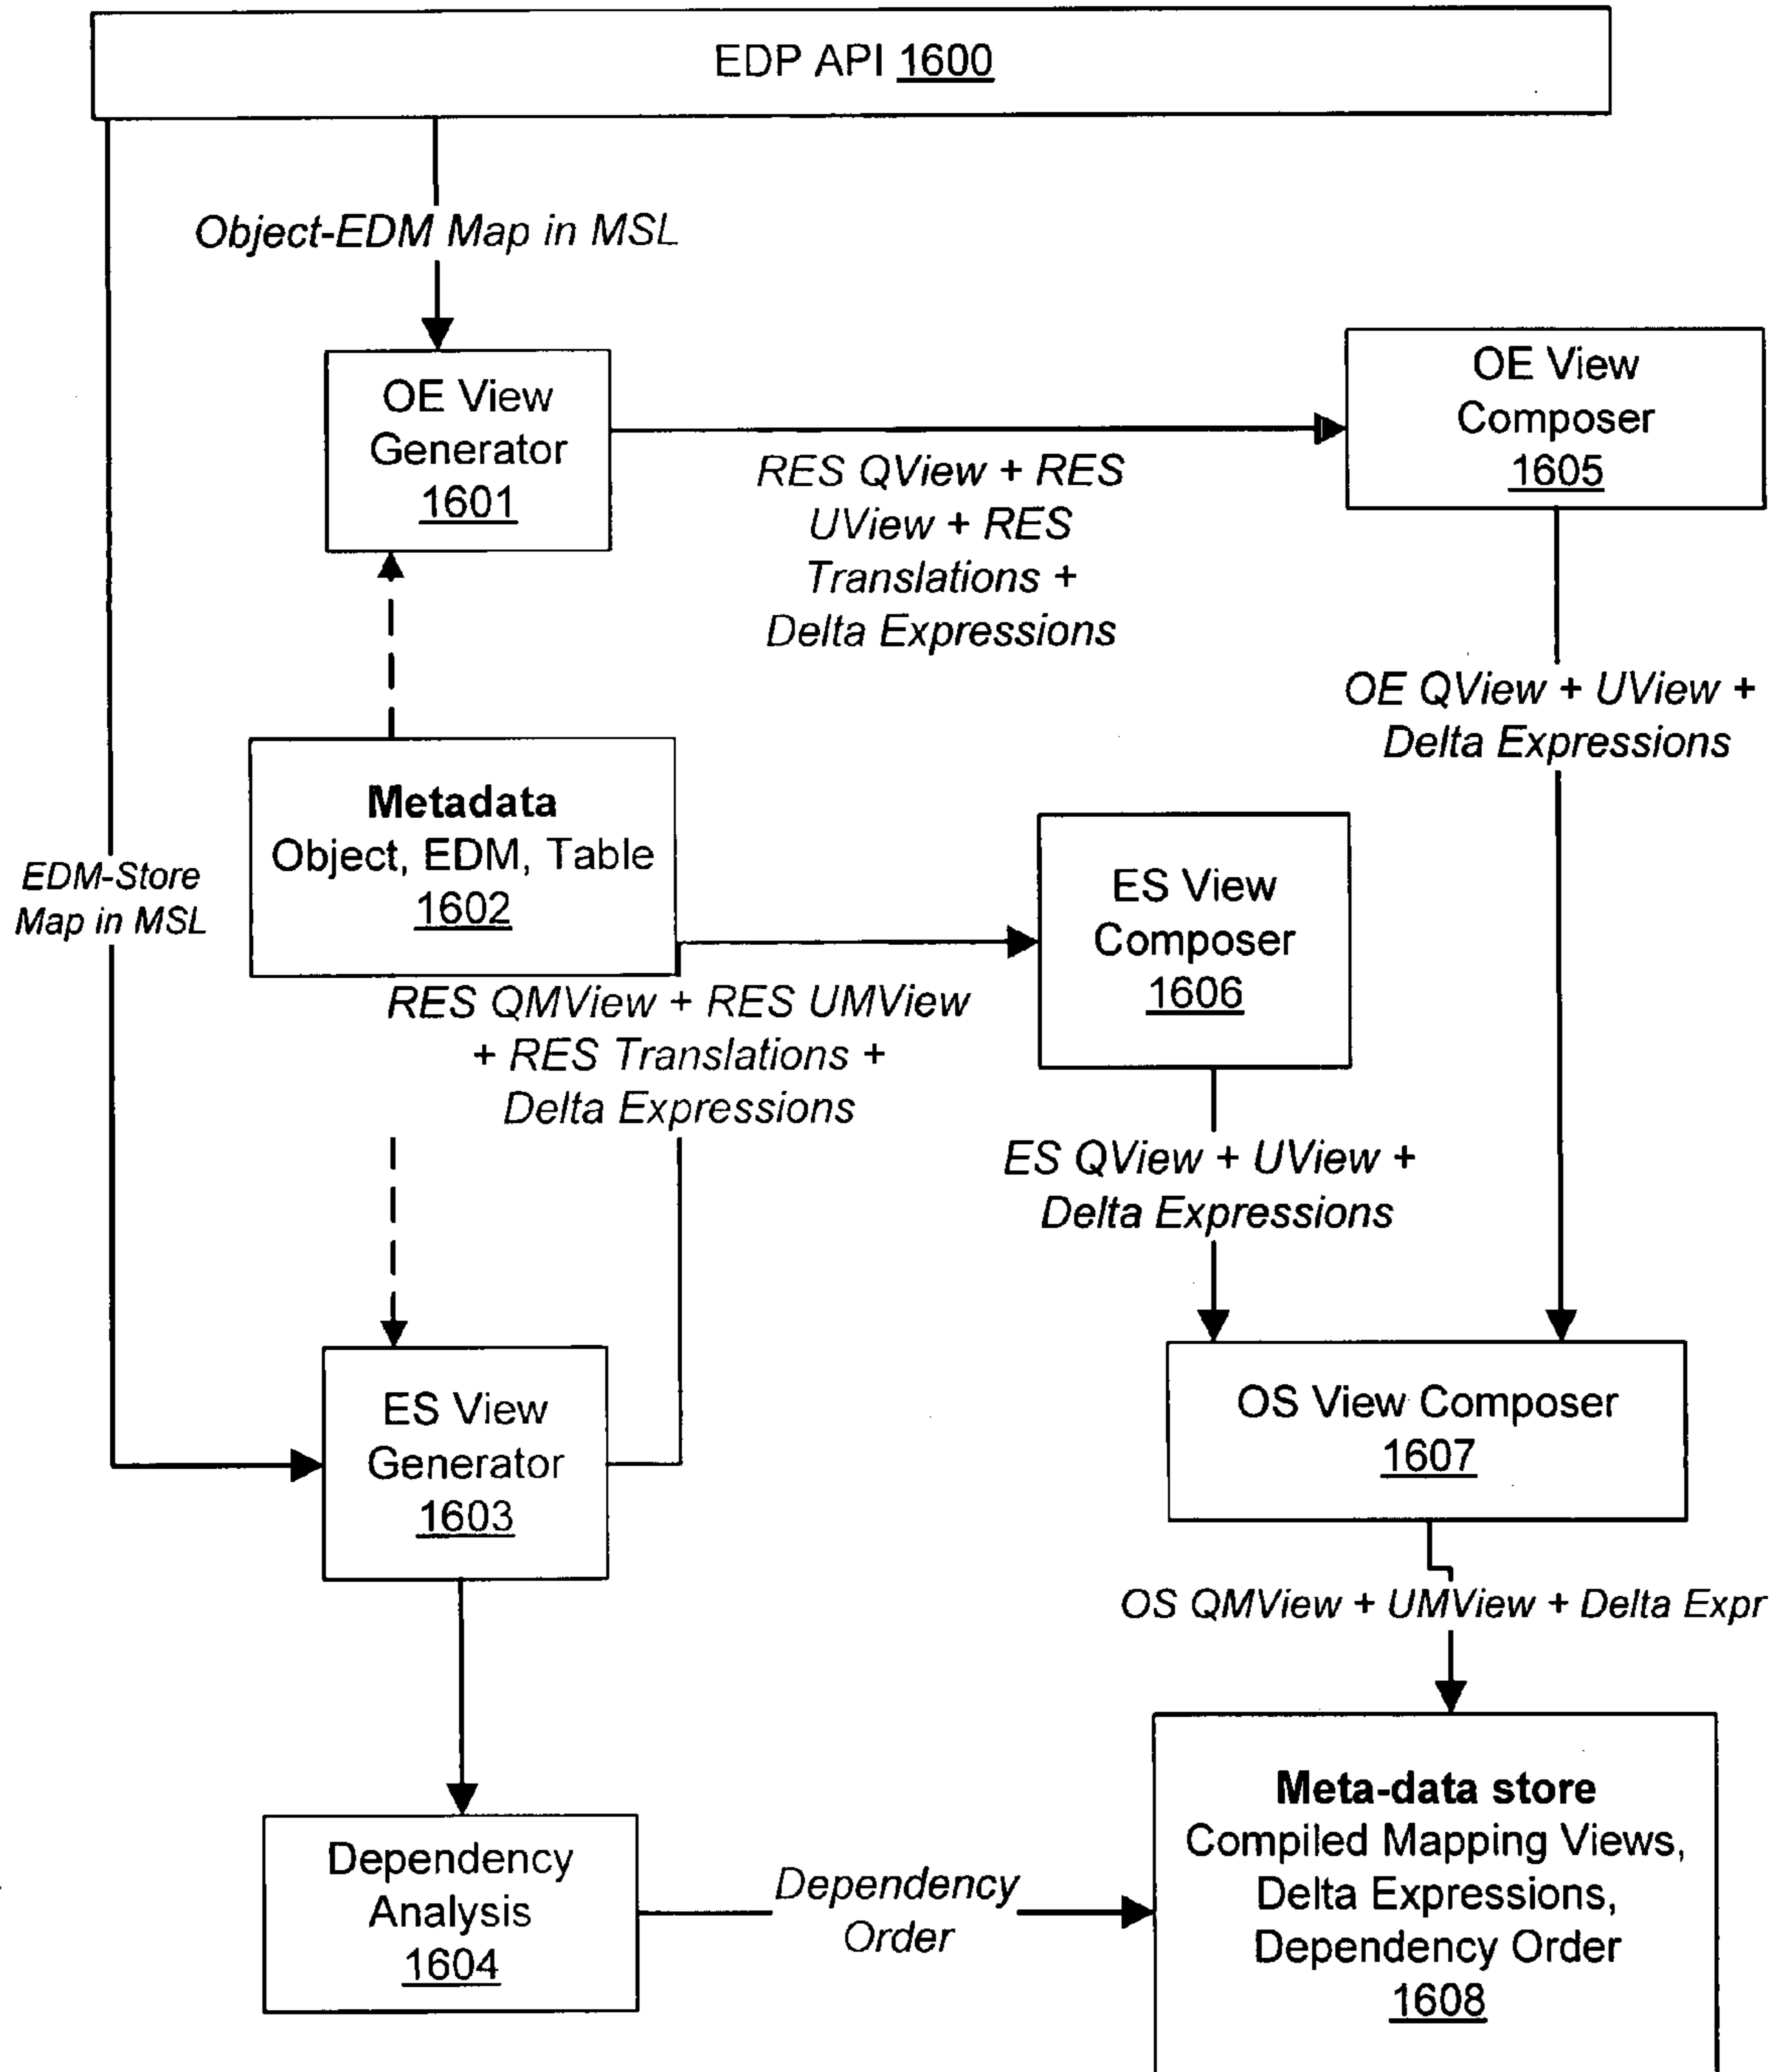 EDP API 1600
Object-EDM Map in MSL
OE View
Generator
1601
OE View
Composer
1605
RES QView + RES
UView + RES
Translations +
Delta Expressions
OE QView + UView +
Delta Expressions
Metadata
Object, EDM, Table
1602
EDM-Store
Map in MSL
ES View
Composer
1606
RES QMView + RES UMView
+ RES Translations +
Delta Expressions
ES QView + UView +
Delta Expressions
ES View
Generator
1603
OS View Composer
1607
OS QMView + UMView + Delta Expr
Dependency
Analysis
1604
Dependency
Order
Meta-data store
Compiled Mapping Views,
Delta Expressions,
Dependency Order
1608